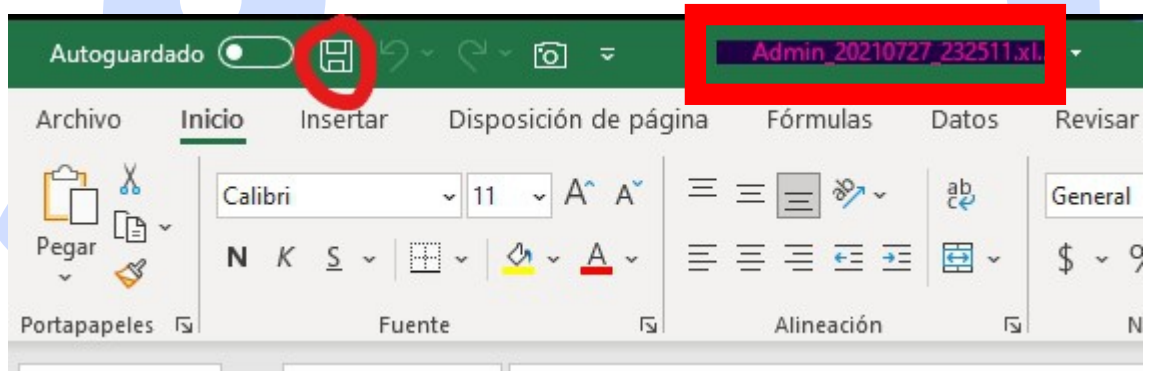 Autoguardado Admin_20210727_232511.xl...
Archivo Inicio Insertar Disposición de página Fórmulas Datos Revisar
Calibri 11 A A ab c General
Pegar N K S A $ %
Portapapeles Fuente Alineación N